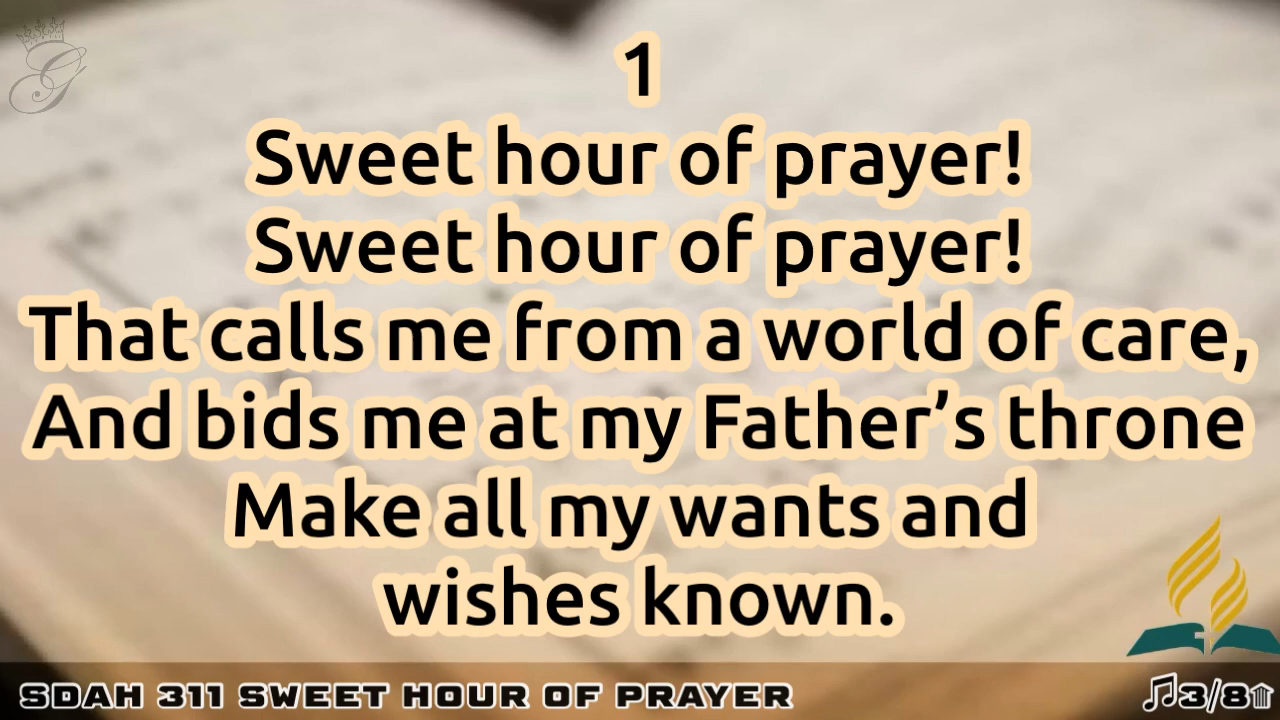 1
Sweet hour of prayer!
Sweet hour of prayer!
That calls me from a world of care,
And bids me at my Father’s throne
Make all my wants and
wishes known.
SDAH 311 SWEET HOUR OF PRAYER
♫3/8
G